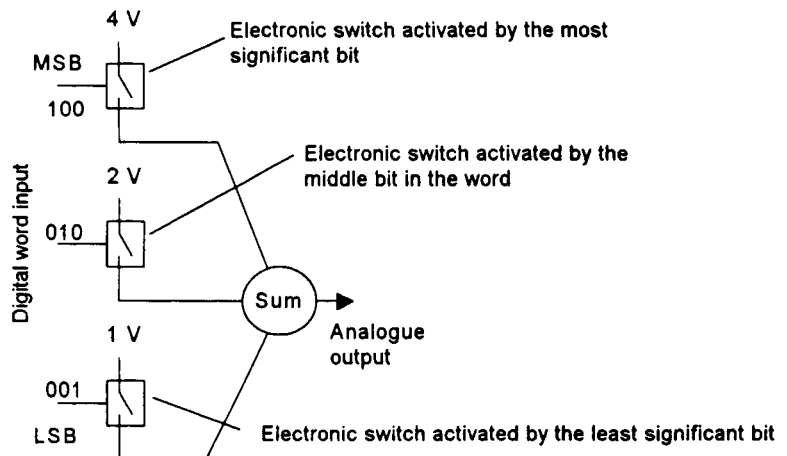 4 V
Electronic switch activated by the most
significant bit
MSB
100
Electronic switch activated by the
middle bit in the word
2 V
Digital word input
010
Sum
Analogue
output
1 V
001
LSB
Electronic switch activated by the least significant bit